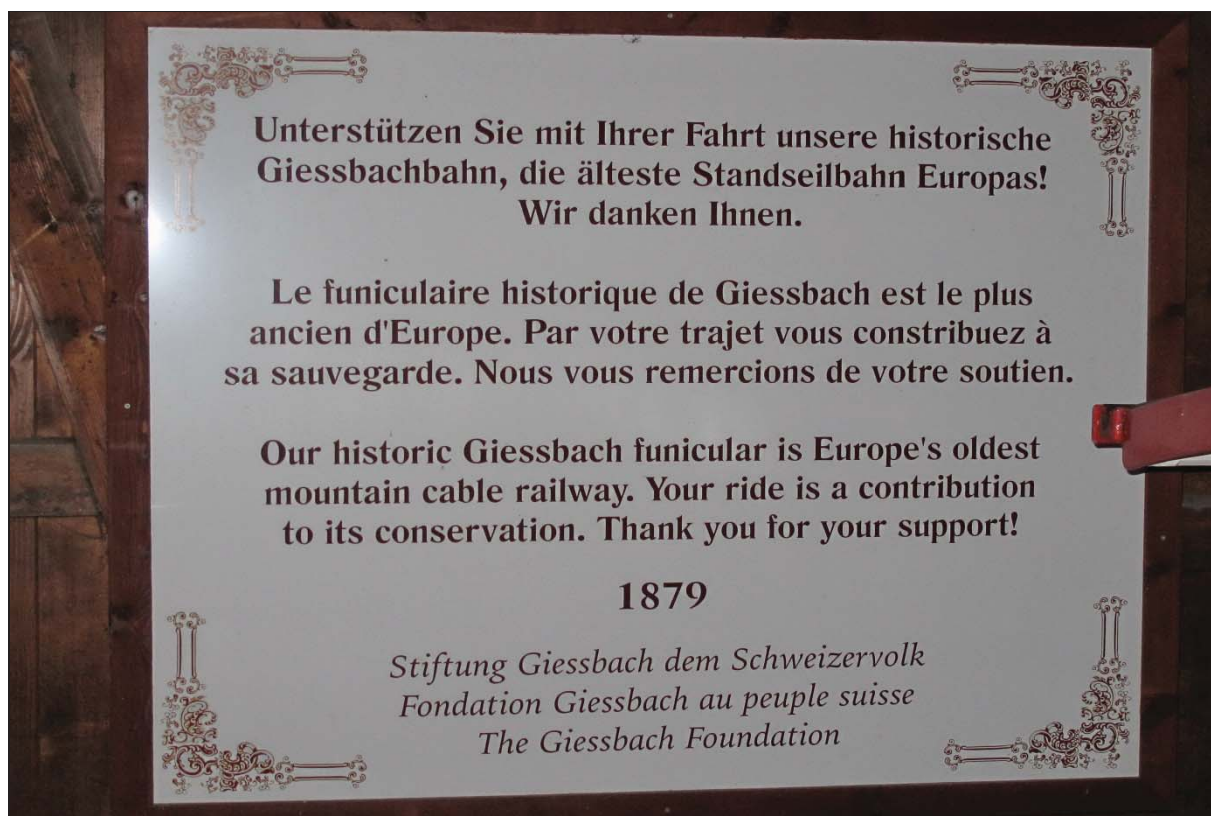 Unterstützen Sie mit Ihrer Fahrt unsere historische
Giessbachbahn, die älteste Standseilbahn Europas!
Wir danken Ihnen.
Le funiculaire historique de Giessbach est le plus
ancien d'Europe. Par votre trajet vous constribuez à
sa sauvegarde. Nous vous remercions de votre soutien.
Our historic Giessbach funicular is Europe's oldest
mountain cable railway. Your ride is a contribution
to its conservation. Thank you for your support!
1879
Stiftung Giessbach dem Schweizervolk
Fondation Giessbach au peuple suisse
The Giessbach Foundation